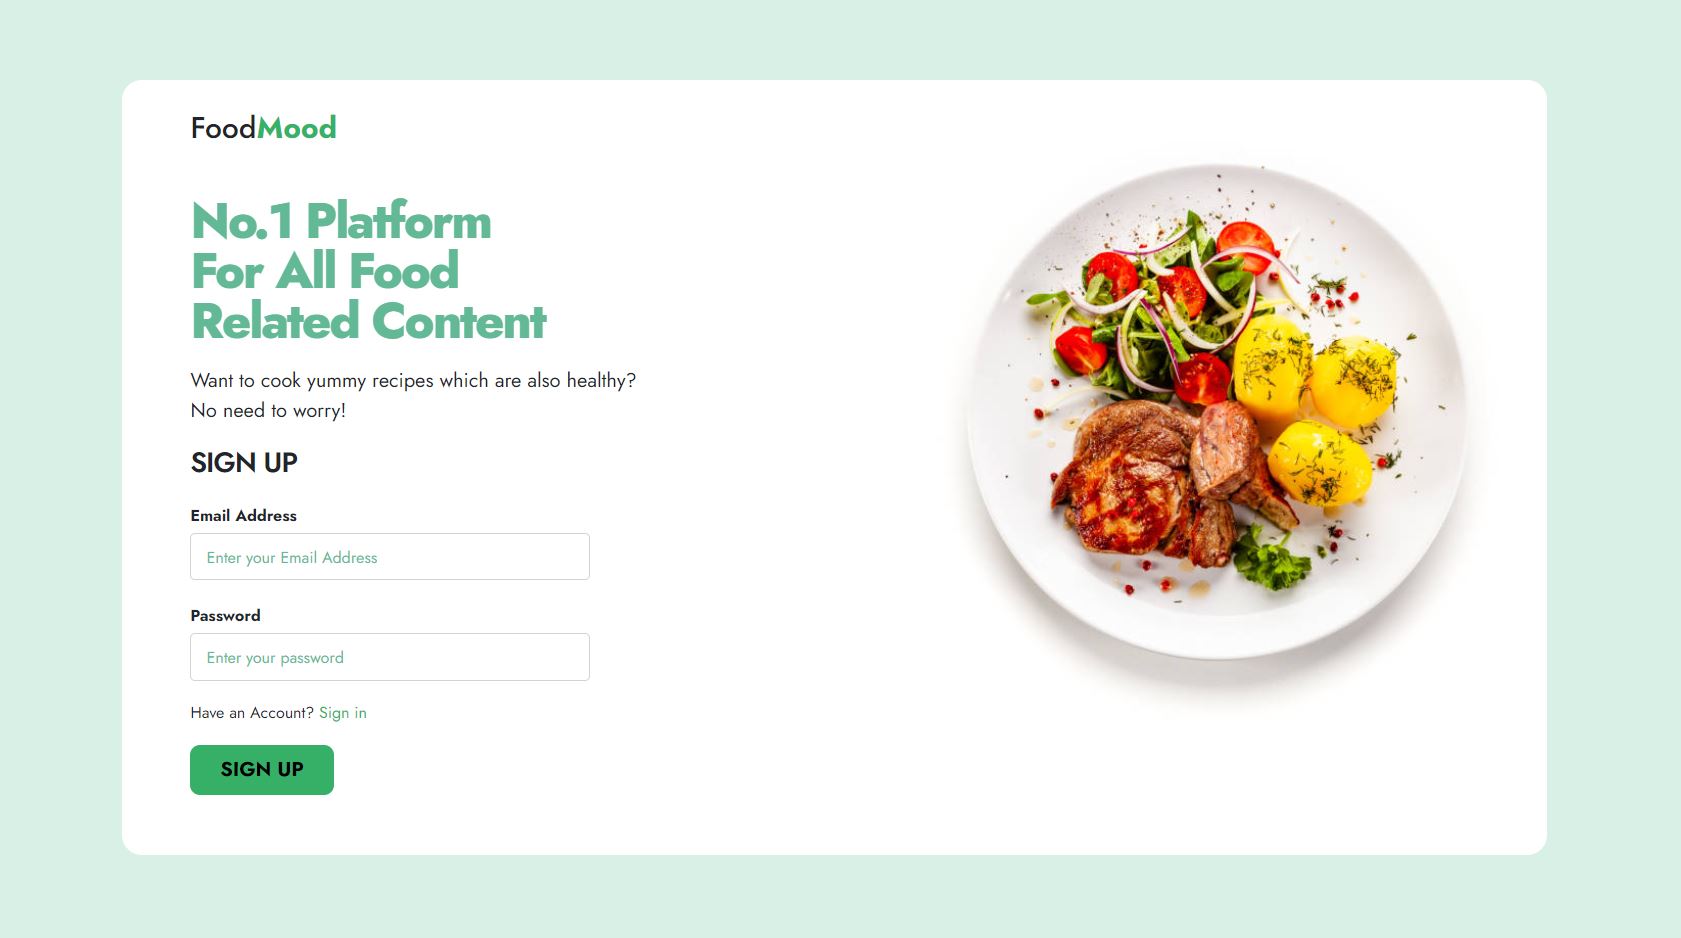 FoodMood
No.1 Platform
For All Food
Related Content
Want to cook yummy recipes which are also healthy?
No need to worry!
SIGN UP
Email Address
Enter your Email Address
Password
Enter your password
Have an Account? Sign in
SIGN UP